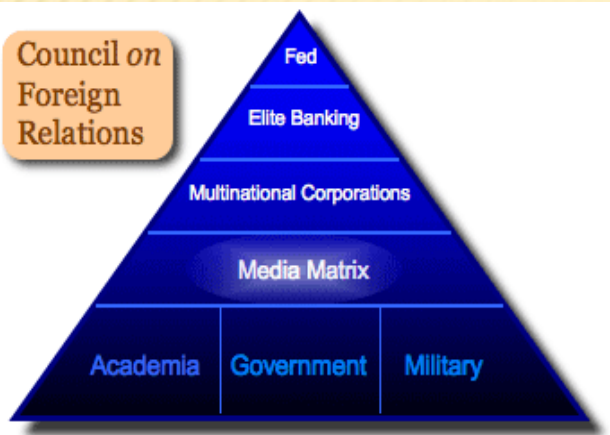 Council on
Foreign
Relations
Fed
Elite Banking
Multinational Corporations
Media Matrix
Academia Government Military